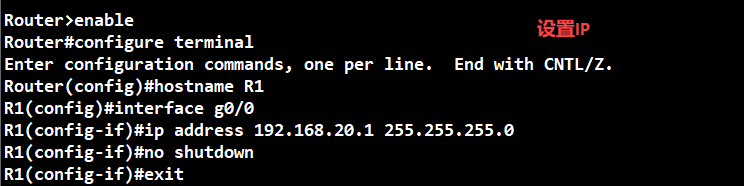 Router>enable
设置IP
Router#configure terminal
Enter configuration commands, one per line.  End with CNTL/Z.
Router(config)#hostname R1
R1(config)#interface g0/0
R1(config-if)#ip address 192.168.20.1 255.255.255.0
R1(config-if)#no shutdown
R1(config-if)#exit